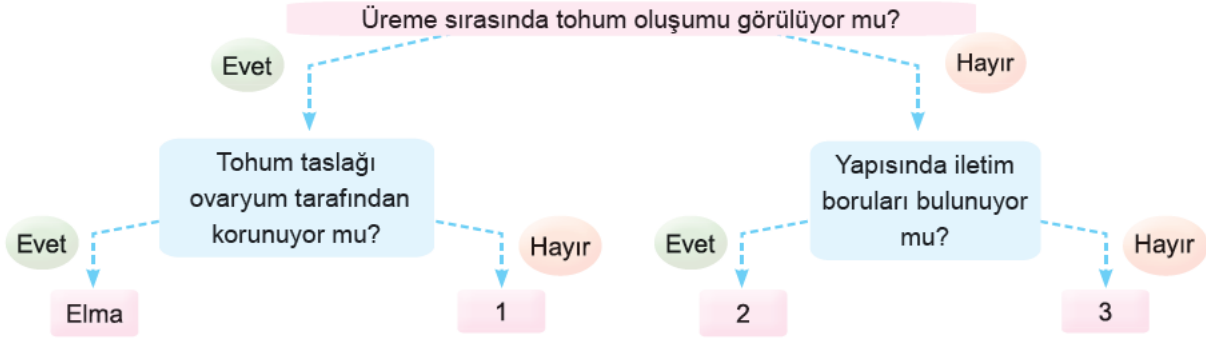 Üreme sırasında tohum oluşumu görülüyor mu?
Evet
Hayır
Tohum taslağı
ovaryum tarafından
korunuyor mu?
Yapısında iletim
boruları bulunuyor
mu?
Evet
Hayır
Evet
Hayır
Elma
1
2
3